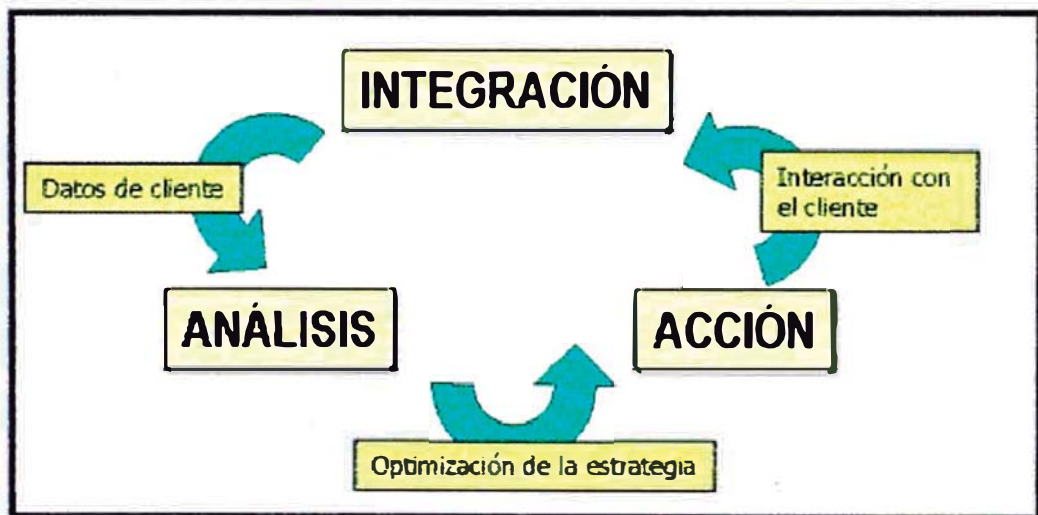 INTEGRACIÓN
Datos de cliente
Interacción con
el cliente
ANÁLISIS
ACCIÓN
Optimización de la estrategia